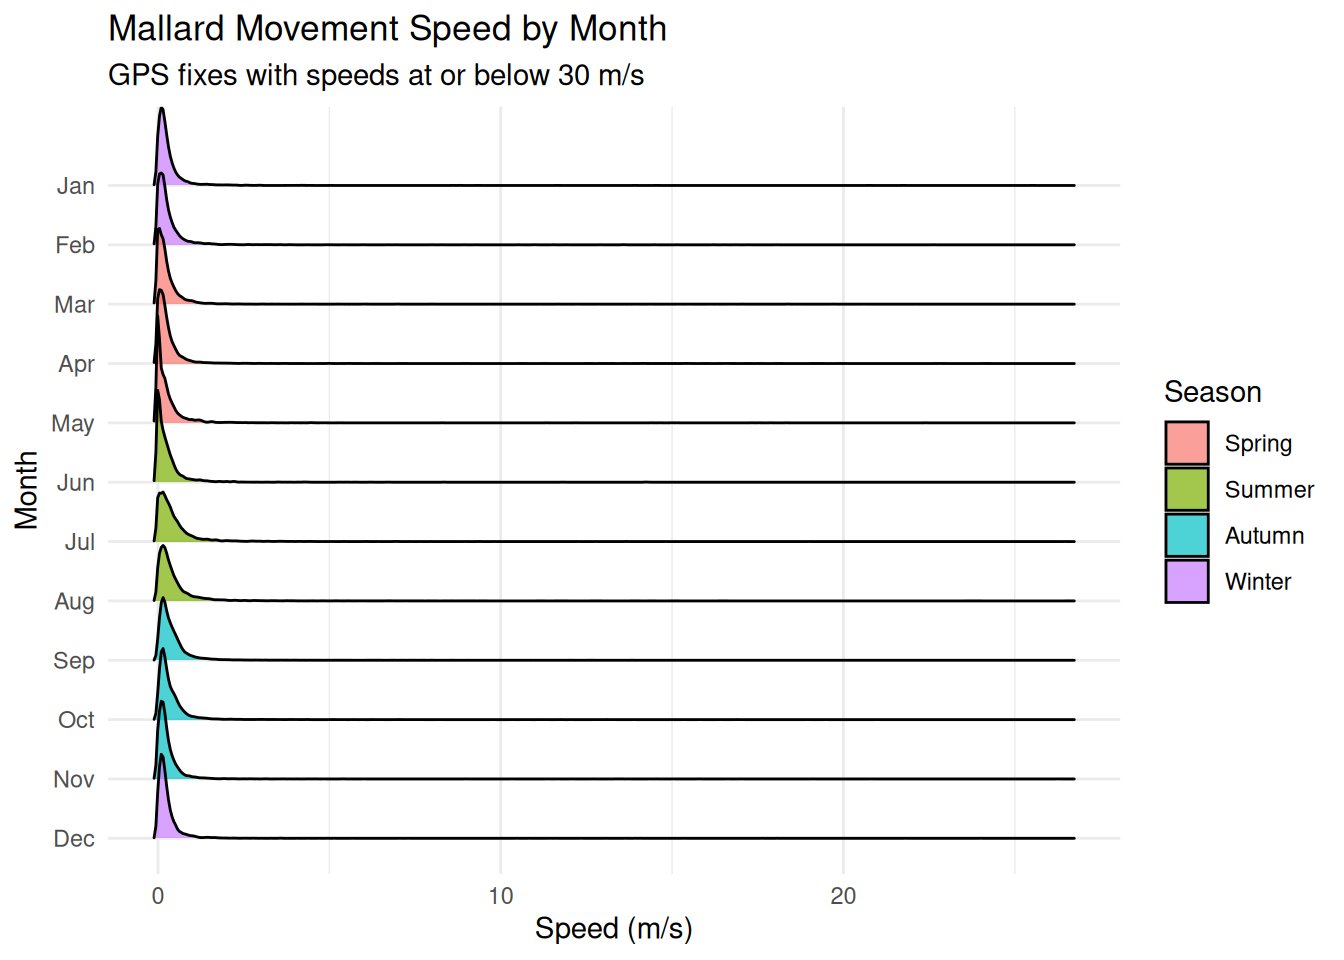 Mallard Movement Speed by Month
GPS fixes with speeds at or below 30 m/s
Month
Jan
Feb
Mar
Apr
May
Jun
Jul
Aug
Sep
Oct
Nov
Dec
0 10 20
Speed (m/s)
Season
Spring
Summer
Autumn
Winter